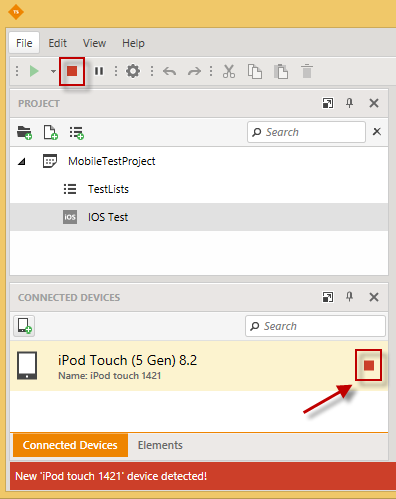 TS
File Edit View Help
PROJECT
Search
MobileTestProject
TestLists
iOS IOS Test
CONNECTED DEVICES
Search
iPod Touch (5 Gen) 8.2
Name: iPod touch 1421
Connected Devices Elements
New 'iPod touch 1421' device detected!